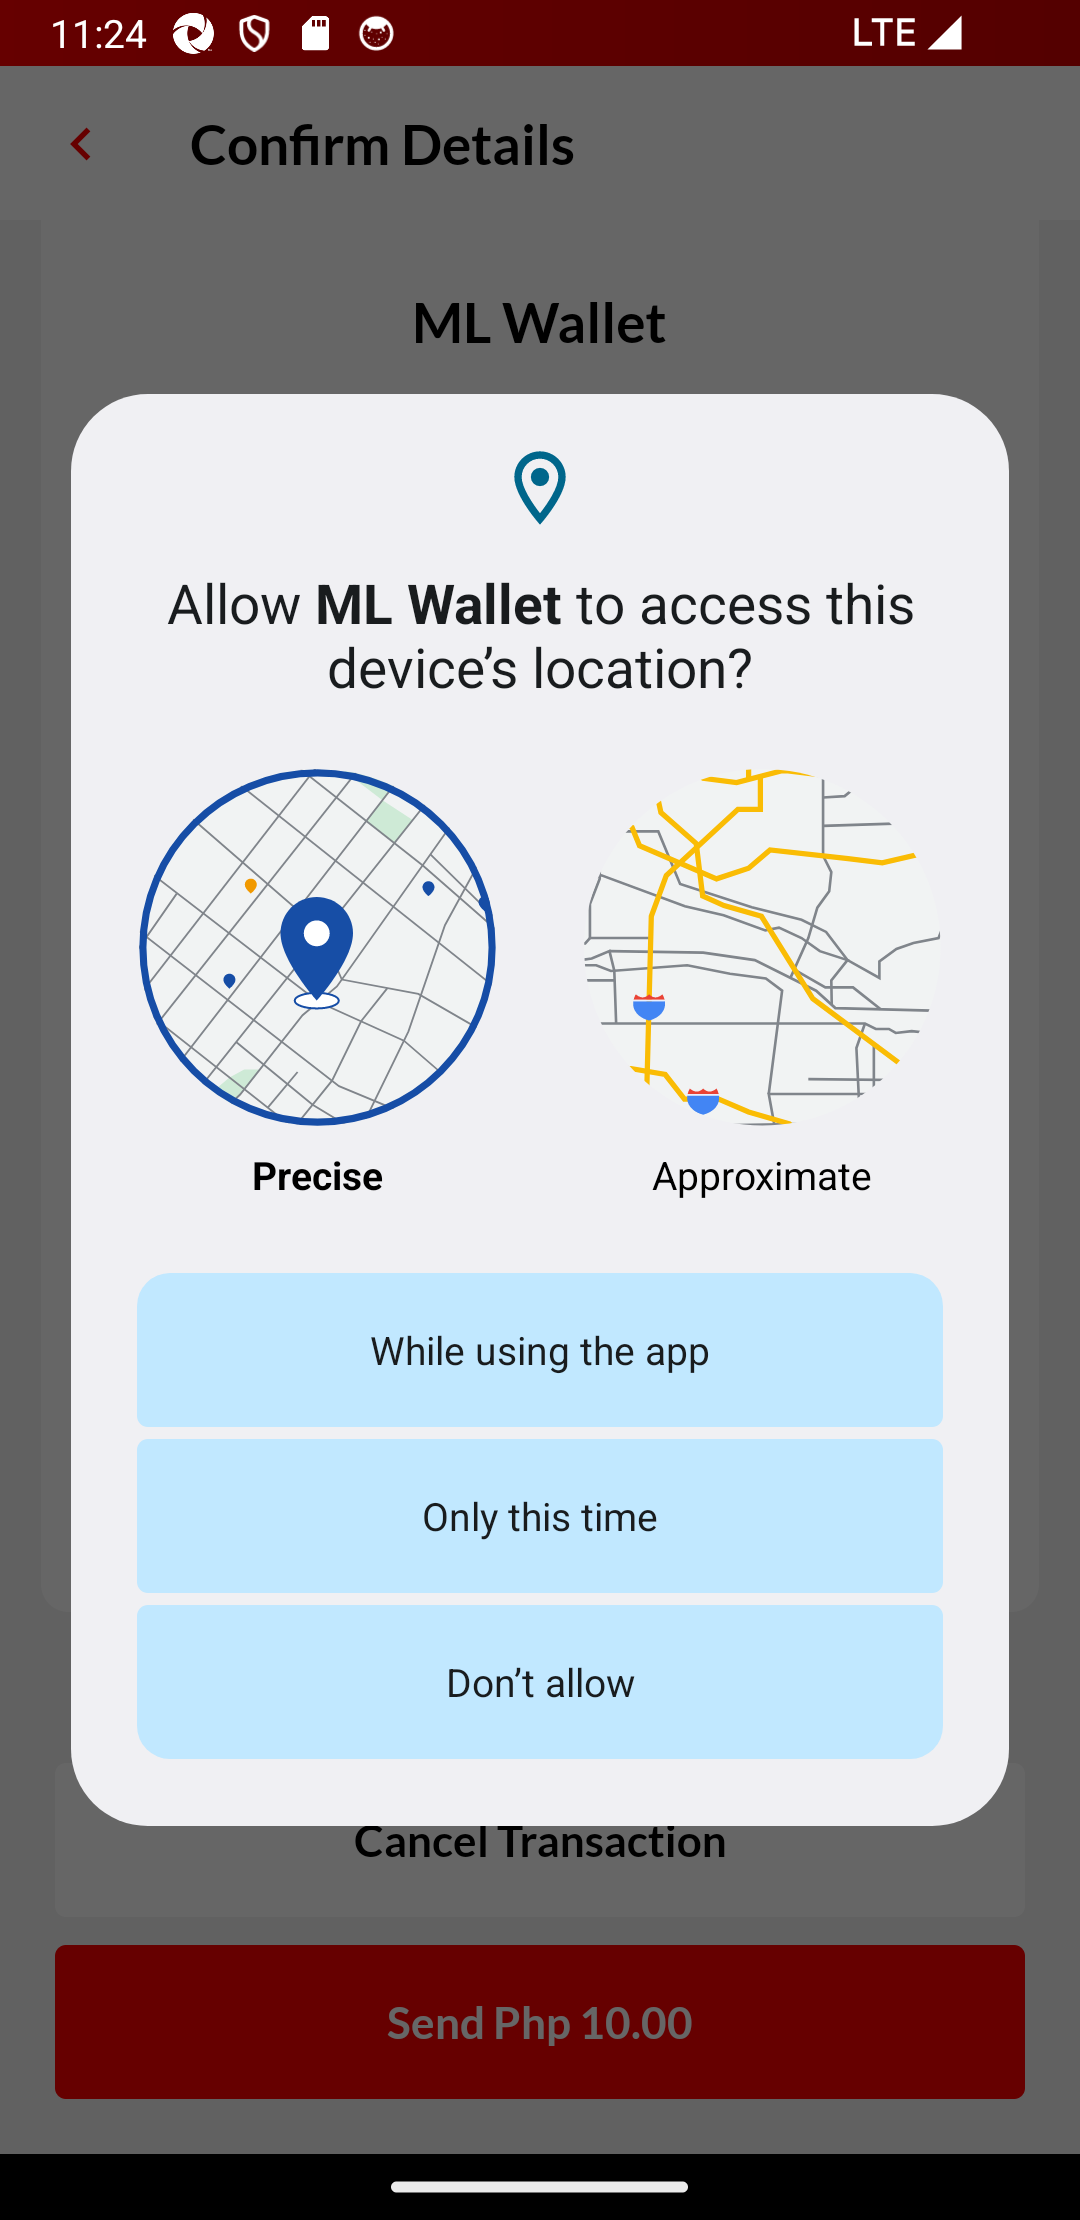 11:24
LTE
Confirm Details
ML Wallet
Allow ML Wallet to access this
device’s location?
Precise
Approximate
While using the app
Only this time
Don’t allow
Cancel Transaction
Send Php 10.00